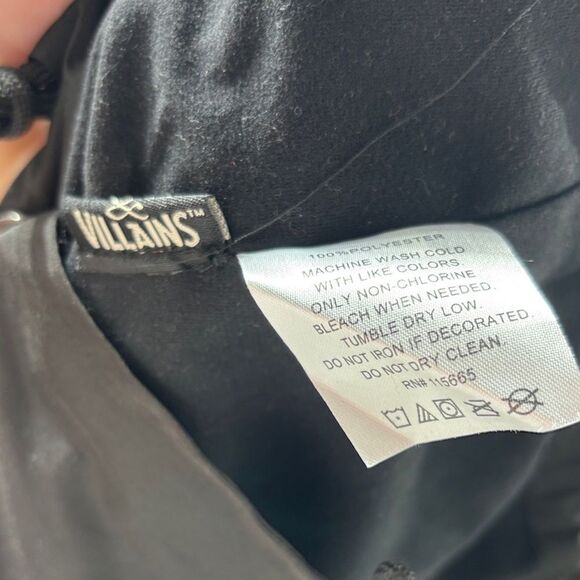 &
VILLAINS™
100% POLYESTER
MACHINE WASH COLD
WITH LIKE COLORS.
ONLY NON-CHLORINE
BLEACH WHEN NEEDED.
TUMBLE DRY LOW.
DO NOT IRON IF DECORATED.
DO NOT DRY CLEAN.
RN# 115665